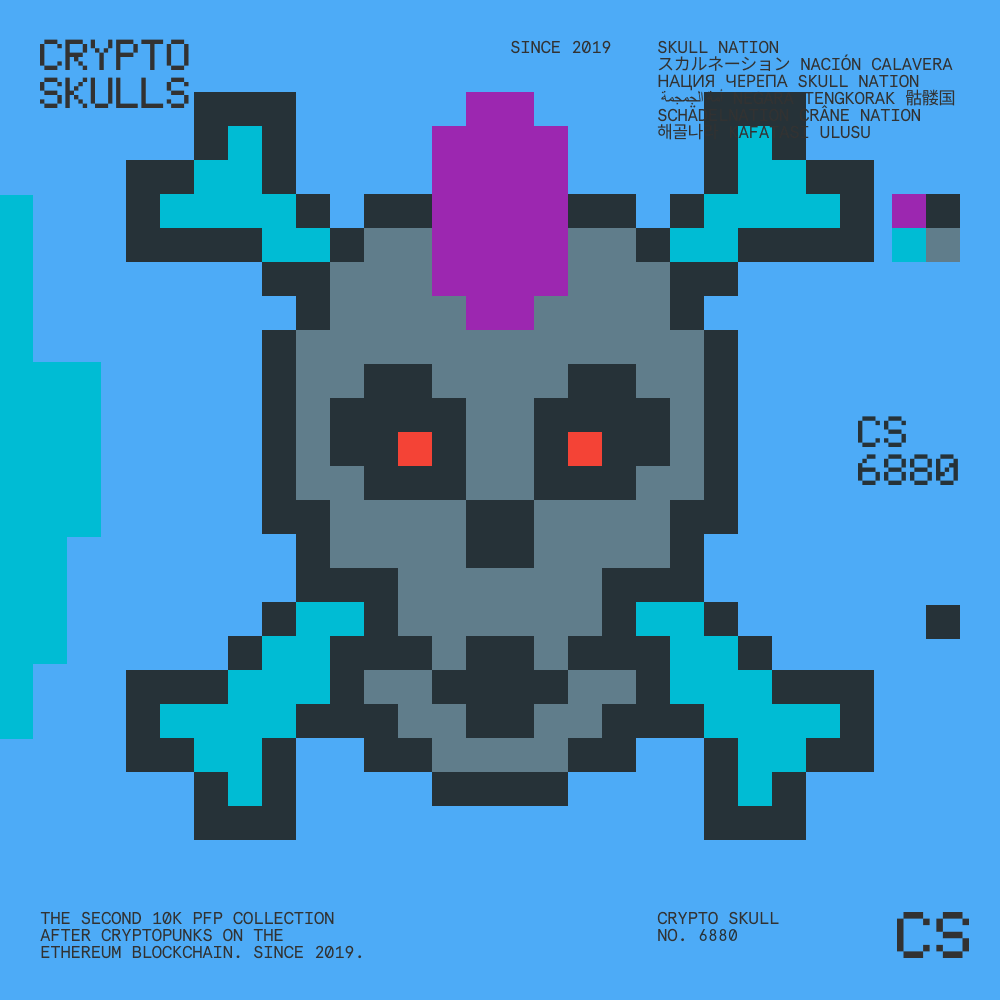 CRYPTO
SKULLS
SINCE 2019
SKULL NATION
スカルネーション NACIÓN CALAVERA
НАЦИЯ ЧЕРЕПА SKULL NATION
TENGKORAK 骷髅国
CRÂNE NATION
해골 ULUSU
CS
6880
THE SECOND 10K PFP COLLECTION
AFTER CRYPTOPUNKS ON THE
ETHEREUM BLOCKCHAIN. SINCE 2019.
CRYPTO SKULL
NO. 6880
CS